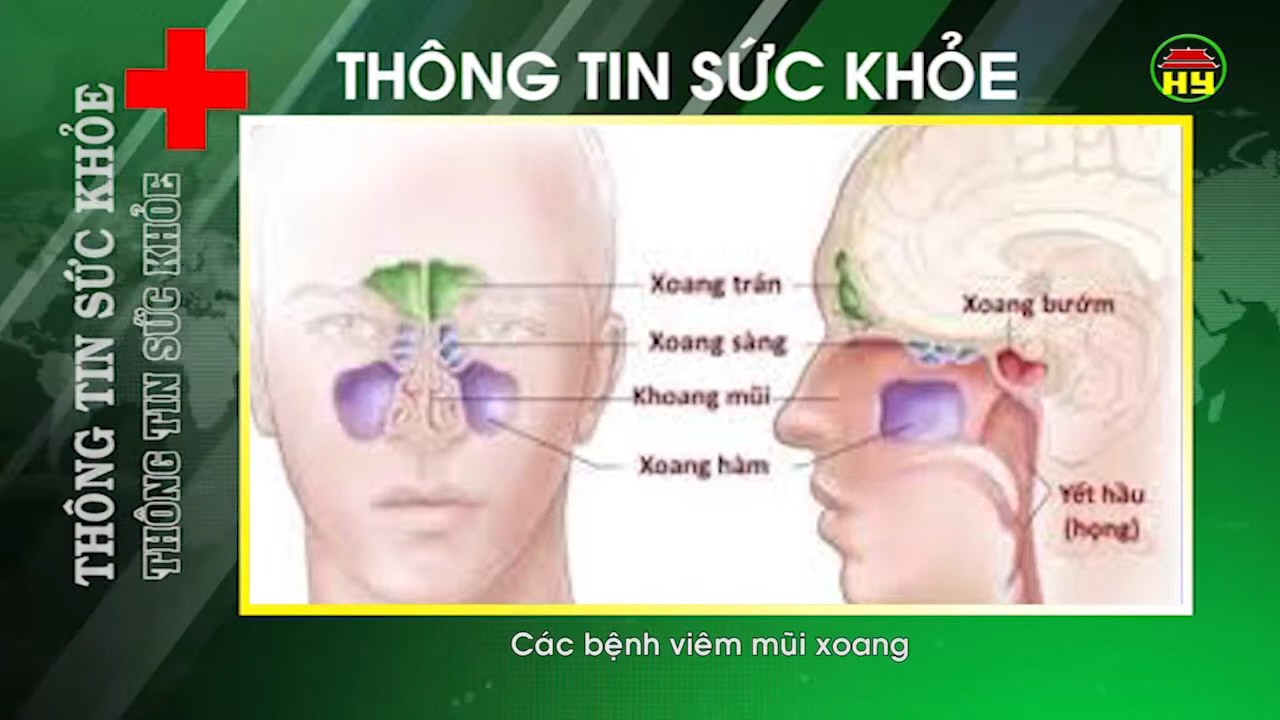 THÔNG TIN SỨC KHỎE
HY
THÔNG TIN SỨC KHỎE
THÔNG TIN SỨC KHỎE
Xoang trán
Xoang bướm
Xoang sàng
Khoang mũi
Xoang hàm
Yết hầu
(họng)
Các bệnh viêm mũi xoang